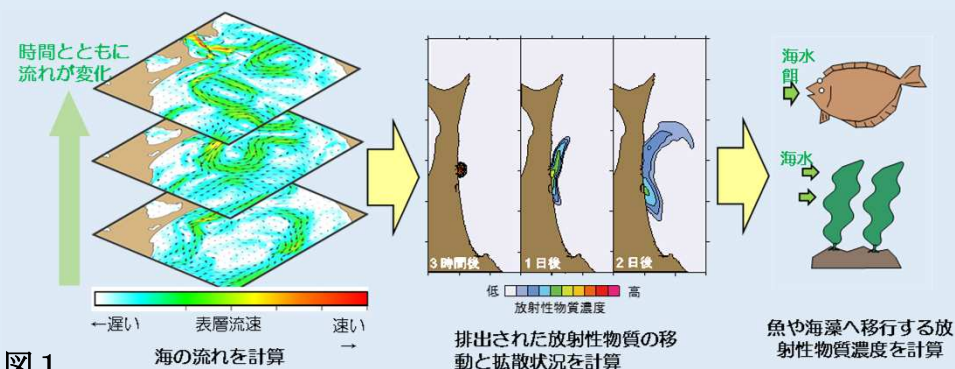 時間とともに
流れが変化
←遅い
表層流速
速い
→
海の流れを計算
図1
3時間後
1日後
2日後
低
高
放射性物質濃度
排出された放射性物質の移
動と拡散状況を計算
海水
餌
海水
魚や海藻へ移行する放
射性物質濃度を計算